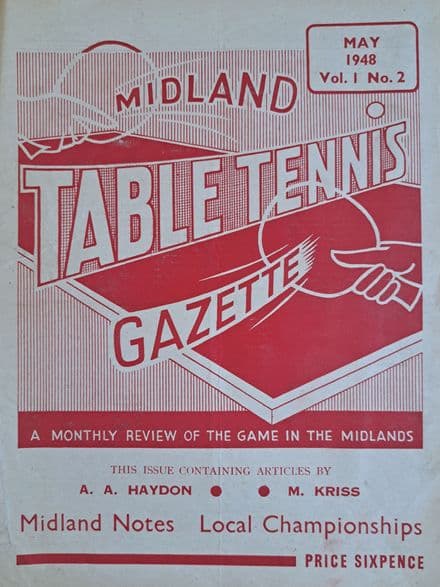 MAY
1948
Vol. 1 No. 2
MIDLAND
TABLE TENNIS
GAZETTE
A MONTHLY REVIEW OF THE GAME IN THE MIDLANDS
THIS ISSUE CONTAINING ARTICLES BY
A. A. HAYDON ● ● M. KRISS
Midland Notes Local Championships
PRICE SIXPENCE